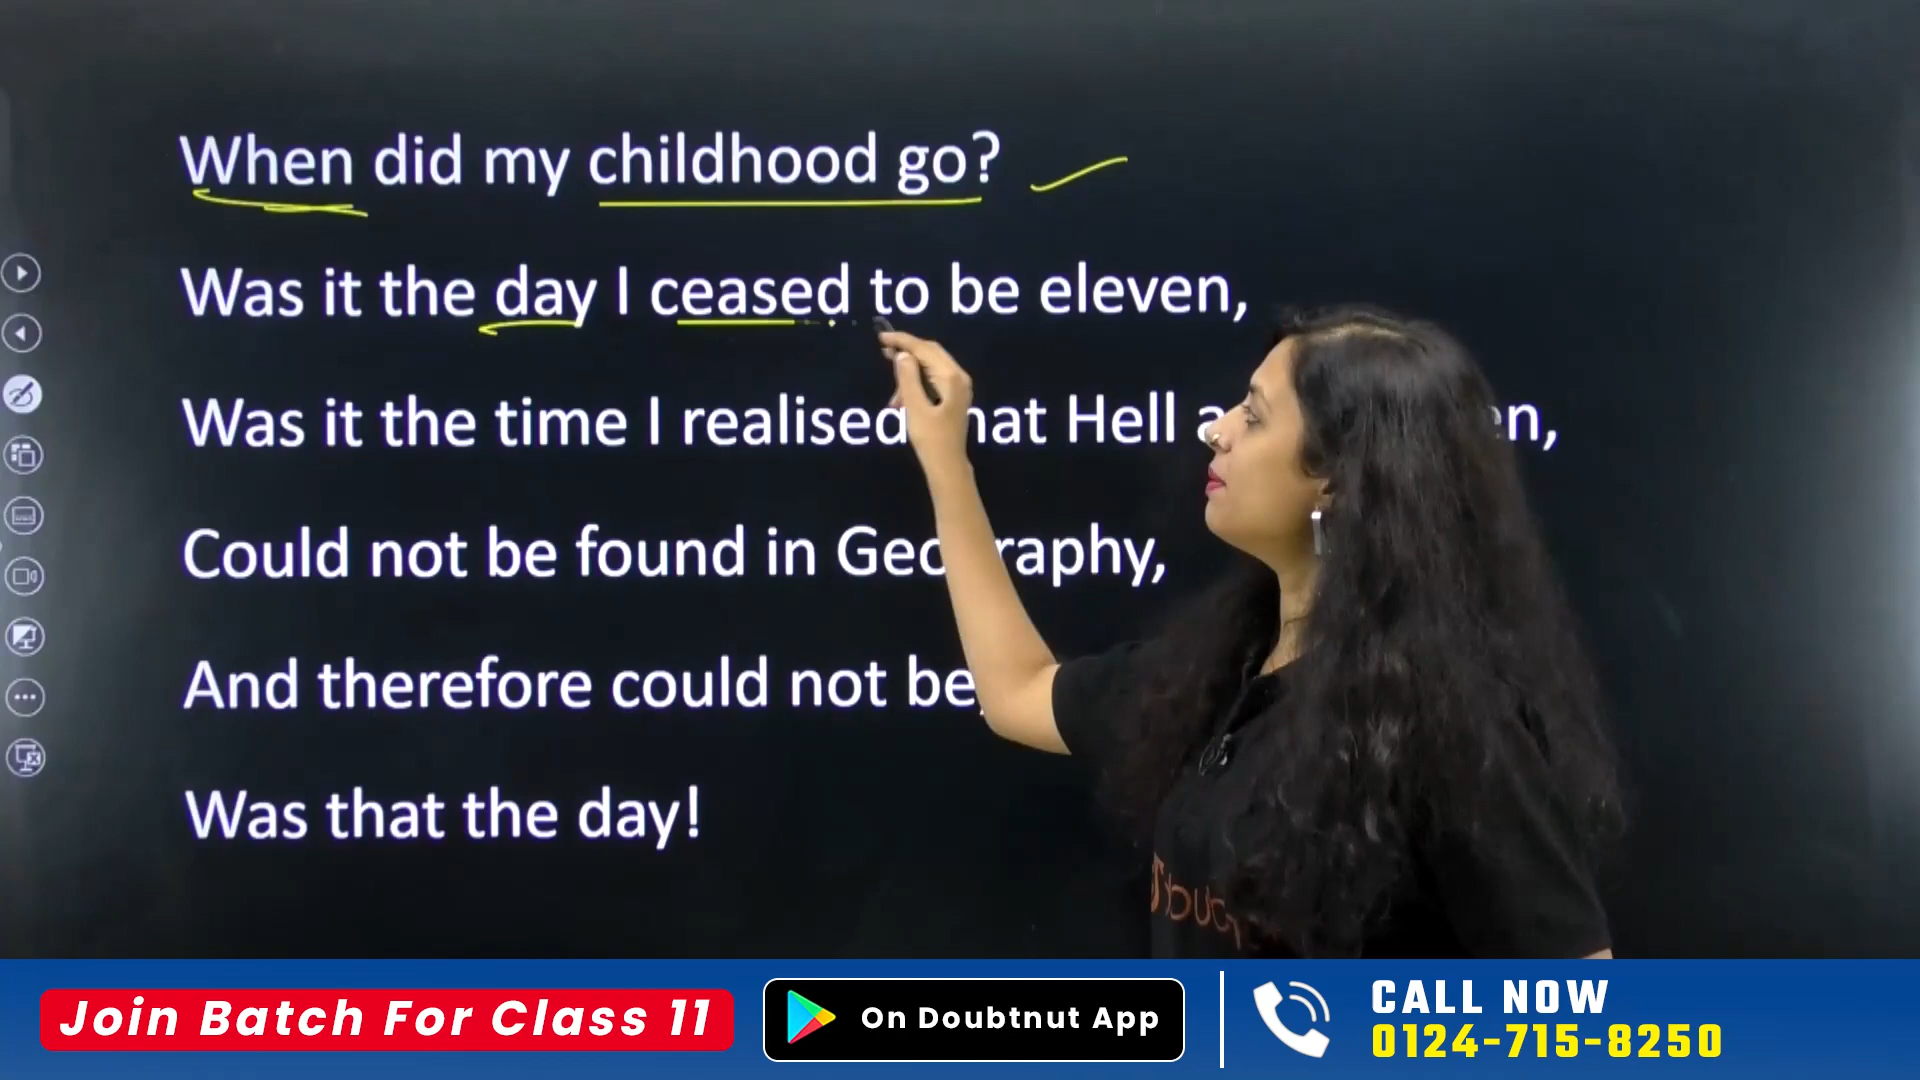 When did my childhood go?
Was it the day I ceased to be eleven,
Was it the time I realised hat Hell a en,
Could not be found in Geo raphy,
And therefore could not be,
Was that the day!
Join Batch For Class 11
On Doubtnut App
CALL NOW
0124-715-8250